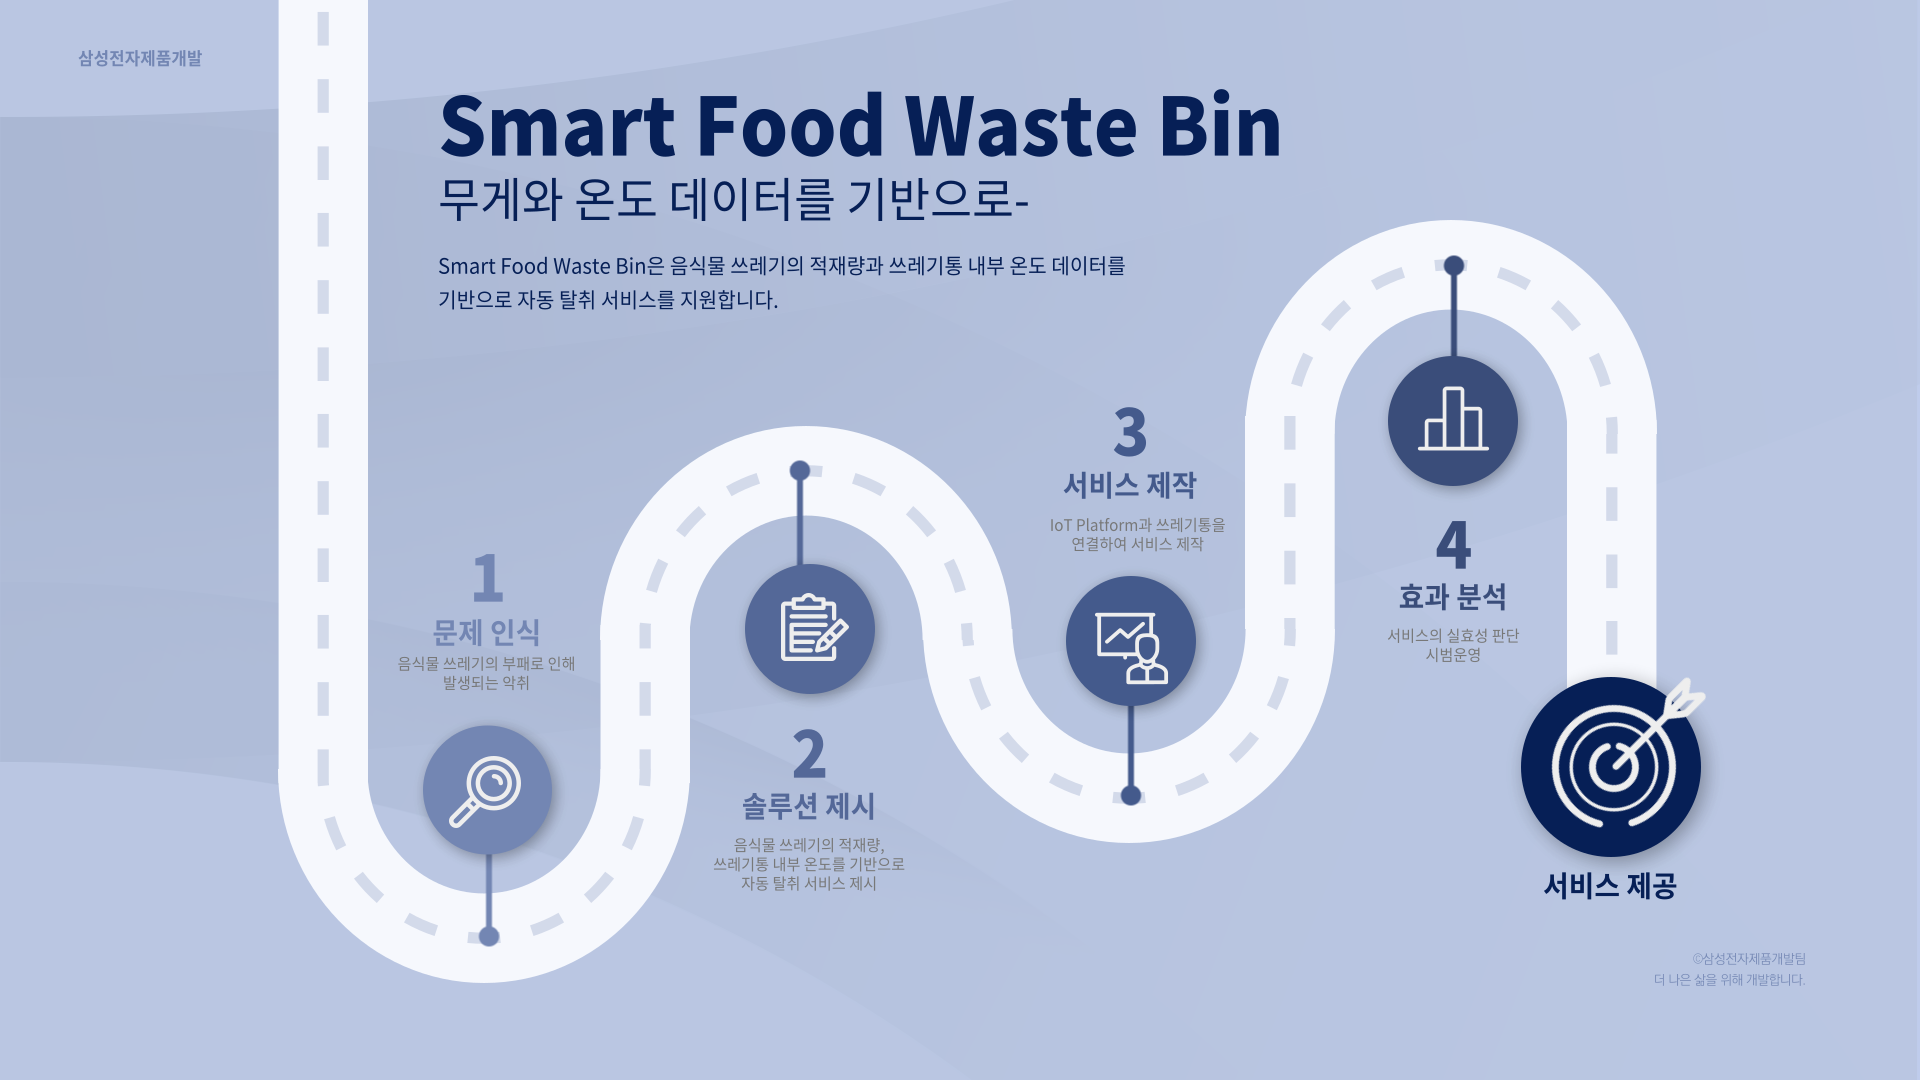 삼성전자제품개발
Smart Food Waste Bin
무게와 온도 데이터를 기반으로-
Smart Food Waste Bin은 음식물 쓰레기의 적재량과 쓰레기통 내부 온도 데이터를
기반으로 자동 탈취 서비스를 지원합니다.
1
문제 인식
음식물 쓰레기의 부패로 인해
발생되는 악취
2
솔루션 제시
음식물 쓰레기의 적재량,
쓰레기통 내부 온도를 기반으로
자동 탈취 서비스 제시
3
서비스 제작
IoT Platform과 쓰레기통을
연결하여 서비스 제작
4
효과 분석
서비스의 실효성 판단
시범운영
서비스 제공
©삼성전자제품개발팀
더 나은 삶을 위해 개발합니다.